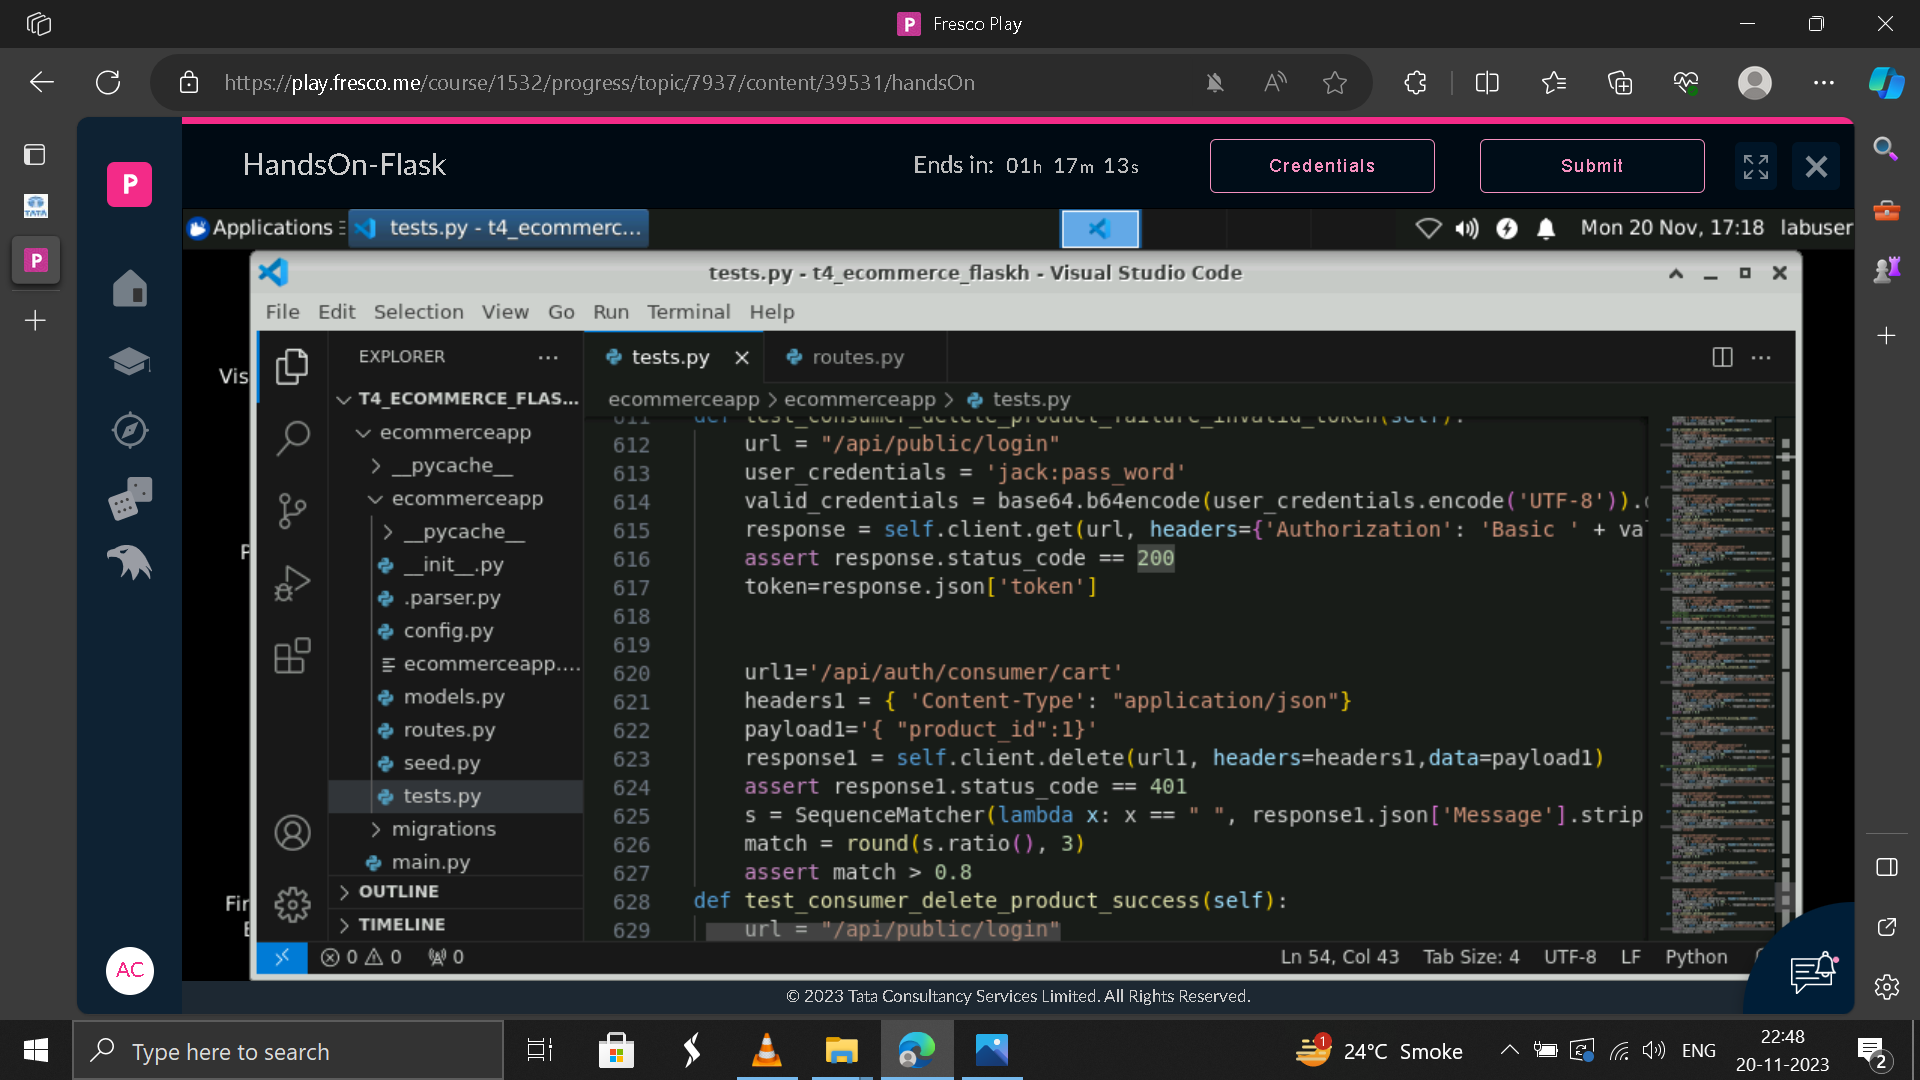 Fresco Play
https://play.fresco.me/course/1532/progress/topic/7937/content/39531/handsOn
HandsOn-Flask
Ends in: 01h 17m 13s
Credentials
Submit
Applications
tests.py - t4_ecommerc...
Mon 20 Nov, 17:18 labuser
tests.py - t4_ecommerce_flaskh - Visual Studio Code
File Edit Selection View Go Run Terminal Help
EXPLORER
tests.py
routes.py
T4_ECOMMERCE_FLAS...
ecommerceapp
__pycache__
ecommerceapp
__pycache__
__init__.py
.parser.py
config.py
ecommerceapp....
models.py
routes.py
seed.py
tests.py
migrations
main.py
OUTLINE
TIMELINE
ecommerceapp > ecommerceapp > tests.py
611 def test_consumer_delete_product_failure_invalid_token(self):
612 url = "/api/public/login"
613 user_credentials = 'jack:pass_word'
614 valid_credentials = base64.b64encode(user_credentials.encode('UTF-8')).
615 response = self.client.get(url, headers={'Authorization': 'Basic ' + va
616 assert response.status_code == 200
617 token=response.json['token']
618
619
620 url1='/api/auth/consumer/cart'
621 headers1 = { 'Content-Type': "application/json"}
622 payload1='{ "product_id":1}'
623 response1 = self.client.delete(url1, headers=headers1,data=payload1)
624 assert response1.status_code == 401
625 s = SequenceMatcher(lambda x: x == " ", response1.json['Message'].strip
626 match = round(s.ratio(), 3)
627 assert match > 0.8
628 def test_consumer_delete_product_success(self):
629 url = "/api/public/login"
0 0 0
Ln 54, Col 43 Tab Size: 4 UTF-8 LF Python
Vis
P
Fir
AC
© 2023 Tata Consultancy Services Limited. All Rights Reserved.
Type here to search
1
24°C Smoke
ENG
22:48
20-11-2023
2
TATA